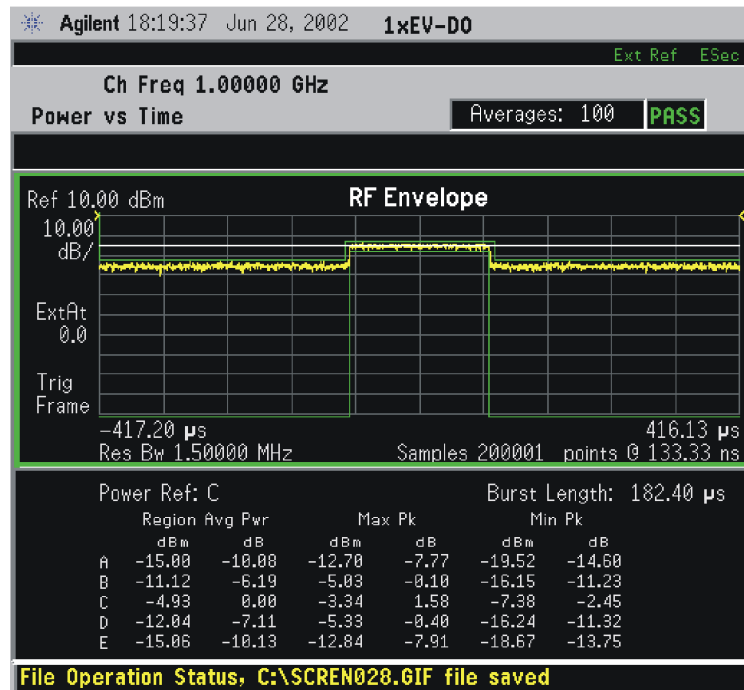 Agilent 18:19:37 Jun 28, 2002 1xEV-DO
Ext Ref ESec
Ch Freq 1.00000 GHz
Power vs Time Averages: 100 PASS
Ref 10.00 dBm RF Envelope
10.00
dB/
ExtAt
0.0
Trig
Frame
-417.20 µs 416.13 µs
Res Bw 1.50000 MHz Samples 200001 points @ 133.33 ns
Power Ref: C Burst Length: 182.40 µs
Region Avg Pwr Max Pk Min Pk
dBm dB dBm dB dBm dB
A -15.00 -10.08 -12.70 -7.77 -19.52 -14.60
B -11.12 -6.19 -5.03 -0.10 -16.15 -11.23
C -4.93 0.00 -3.34 1.58 -7.38 -2.45
D -12.04 -7.11 -5.33 -0.40 -16.24 -11.32
E -15.06 -10.13 -12.84 -7.91 -18.67 -13.75
File Operation Status, C:\SCREN028.GIF file saved